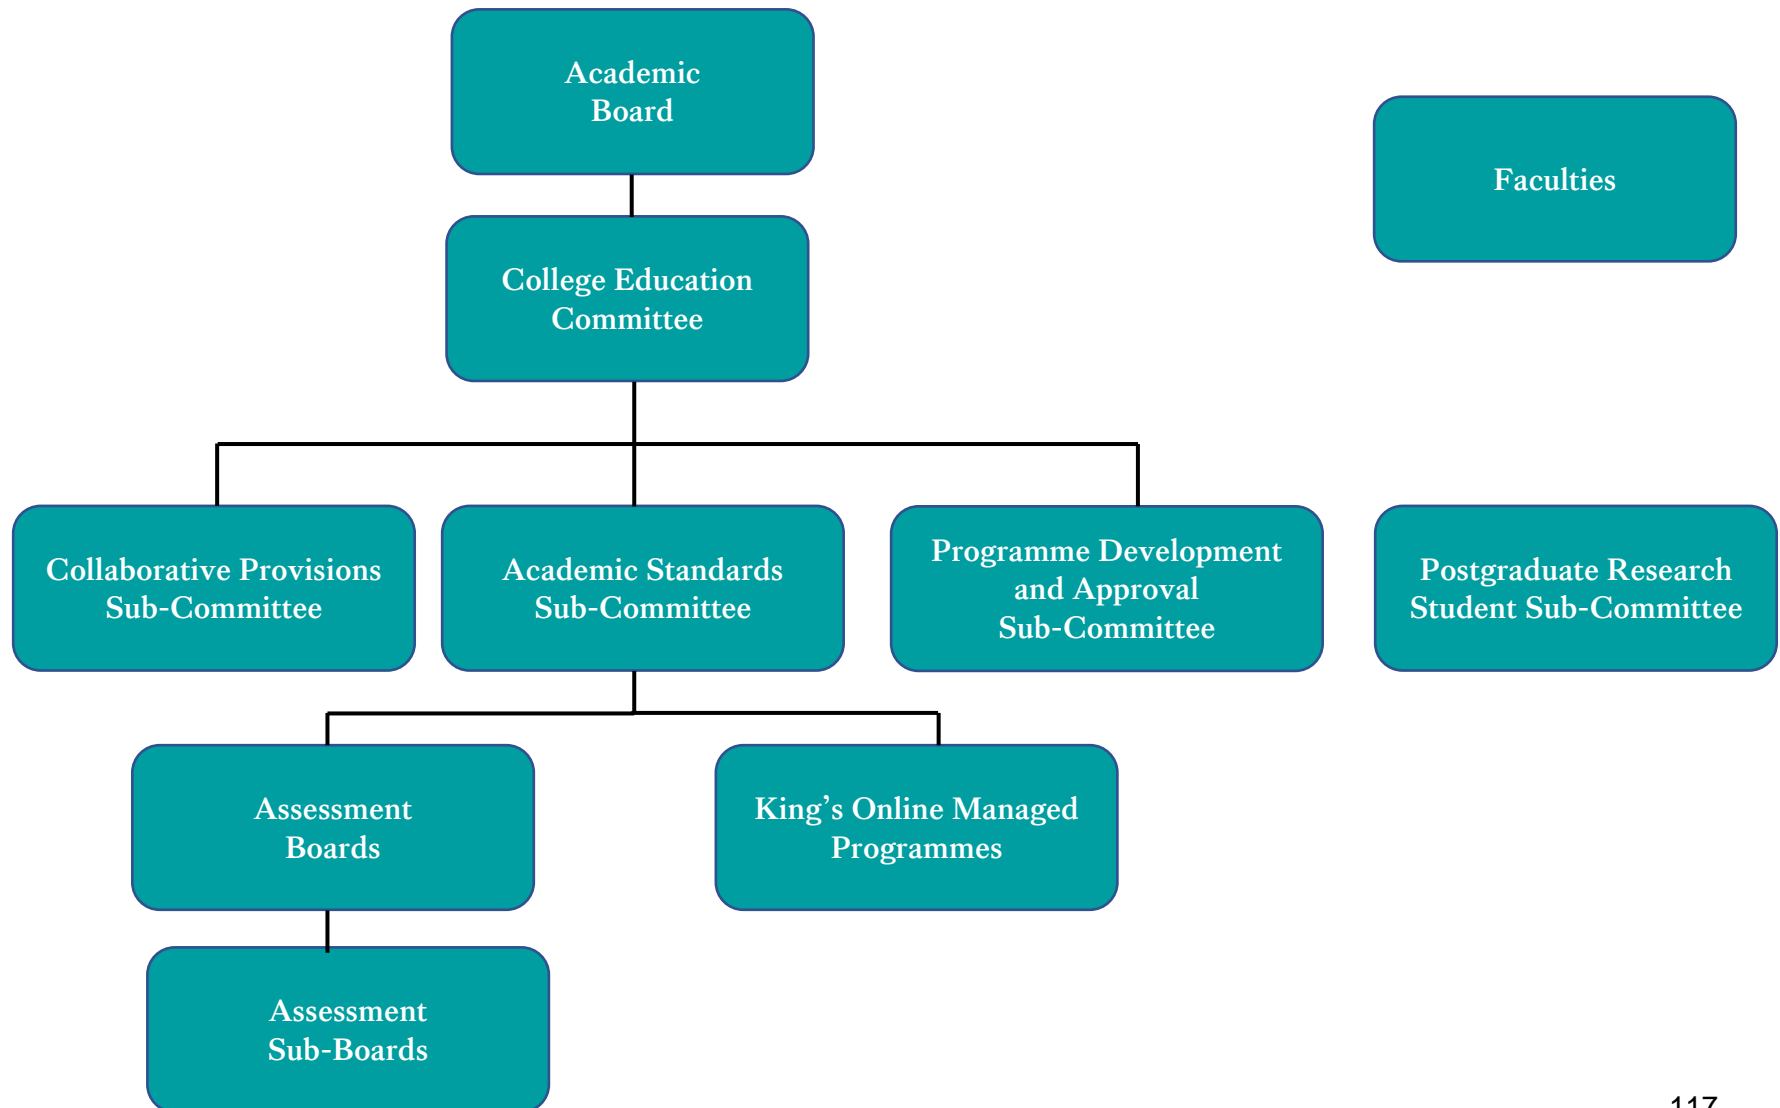 Academic
Board
Faculties
College Education
Committee
Collaborative Provisions
Sub-Committee
Academic Standards
Sub-Committee
Programme Development
and Approval
Sub-Committee
Postgraduate Research
Student Sub-Committee
Assessment
Boards
King’s Online Managed
Programmes
Assessment
Sub-Boards
117